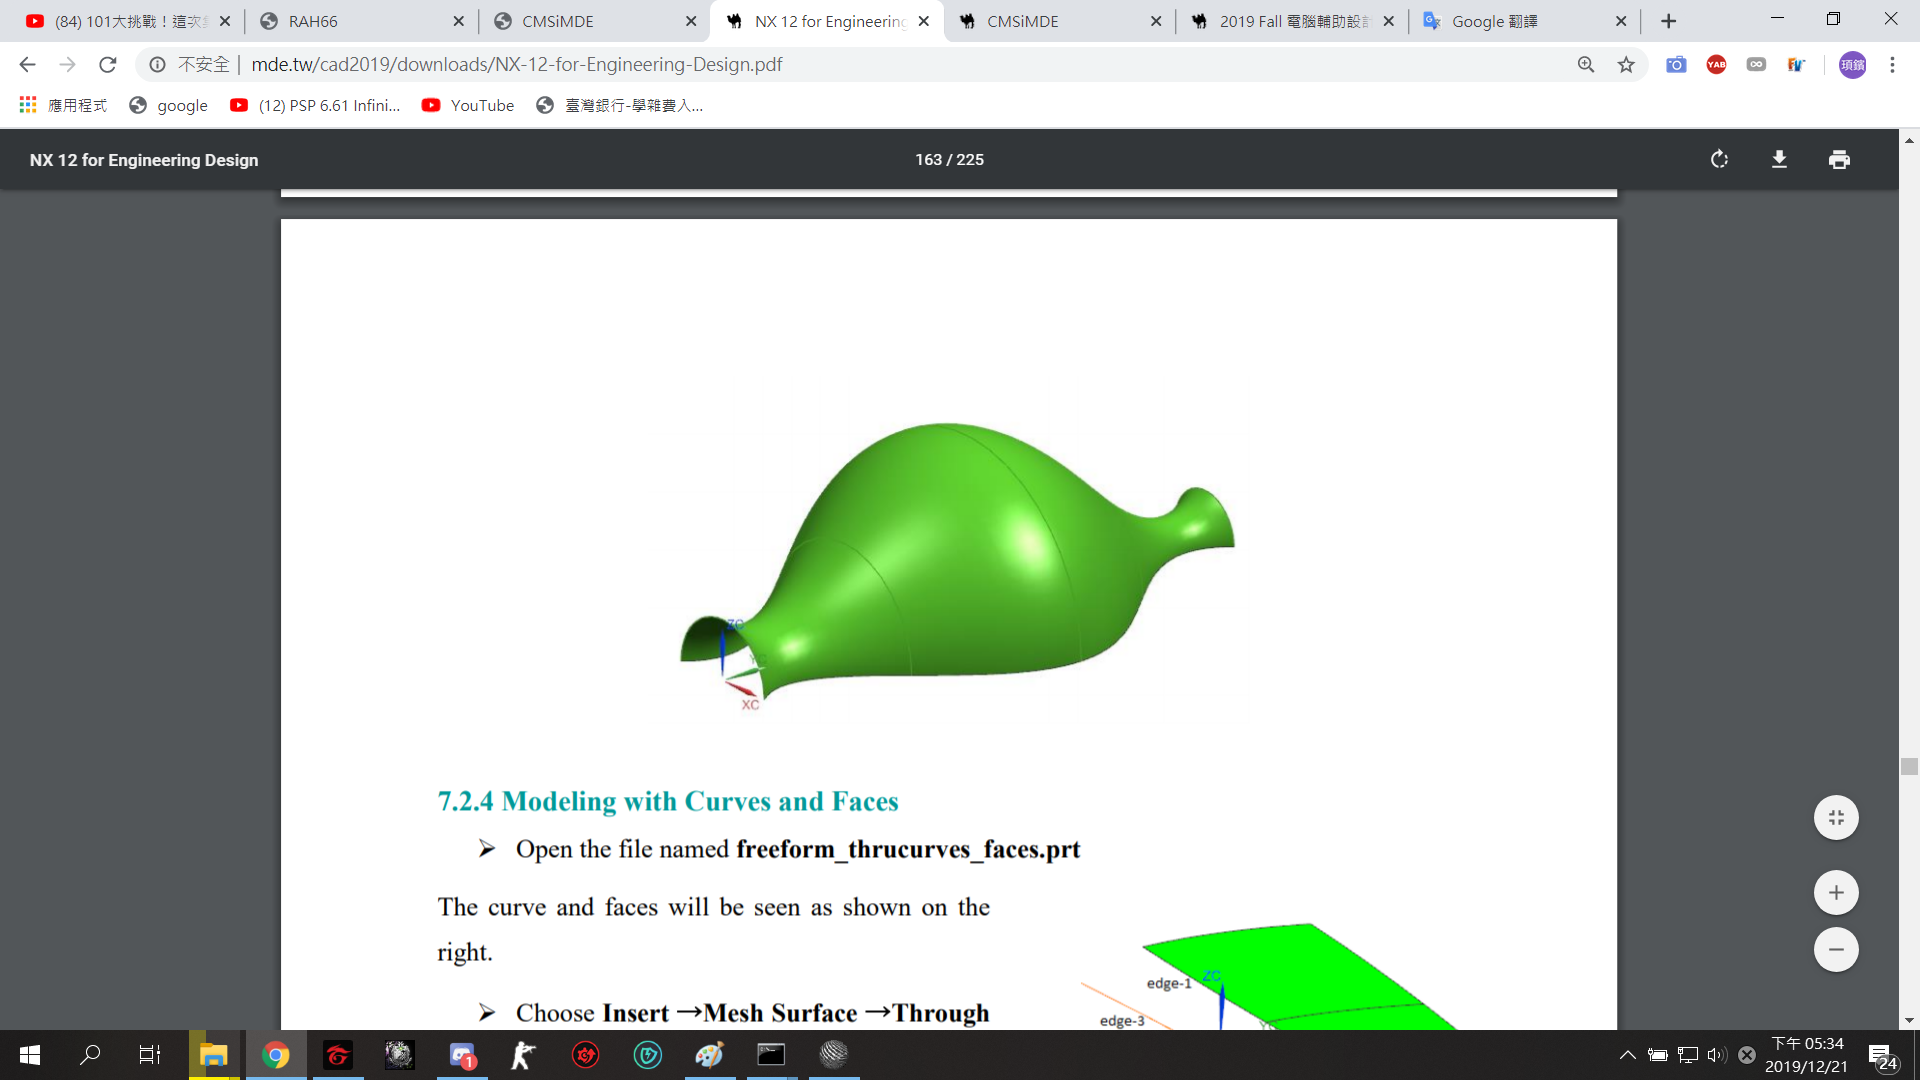 (84) 101大挑戰！這次
RAH66
CMSiMDE
NX 12 for Engineering
CMSiMDE
2019 Fall 電腦輔助設
Google 翻譯
不安全 | mde.tw/cad2019/downloads/NX-12-for-Engineering-Design.pdf
YAB
項鑌
應用程式
google
(12) PSP 6.61 Infini...
YouTube
臺灣銀行-學雜費入...
NX 12 for Engineering Design
163 / 225
ZC
YC
XC
7.2.4 Modeling with Curves and Faces
➢ Open the file named freeform_thrucurves_faces.prt
The curve and faces will be seen as shown on the
right.
edge-1
ZC
➢ Choose Insert →Mesh Surface →Through
edge-3
YC
1
下午 05:34
2019/12/21
24